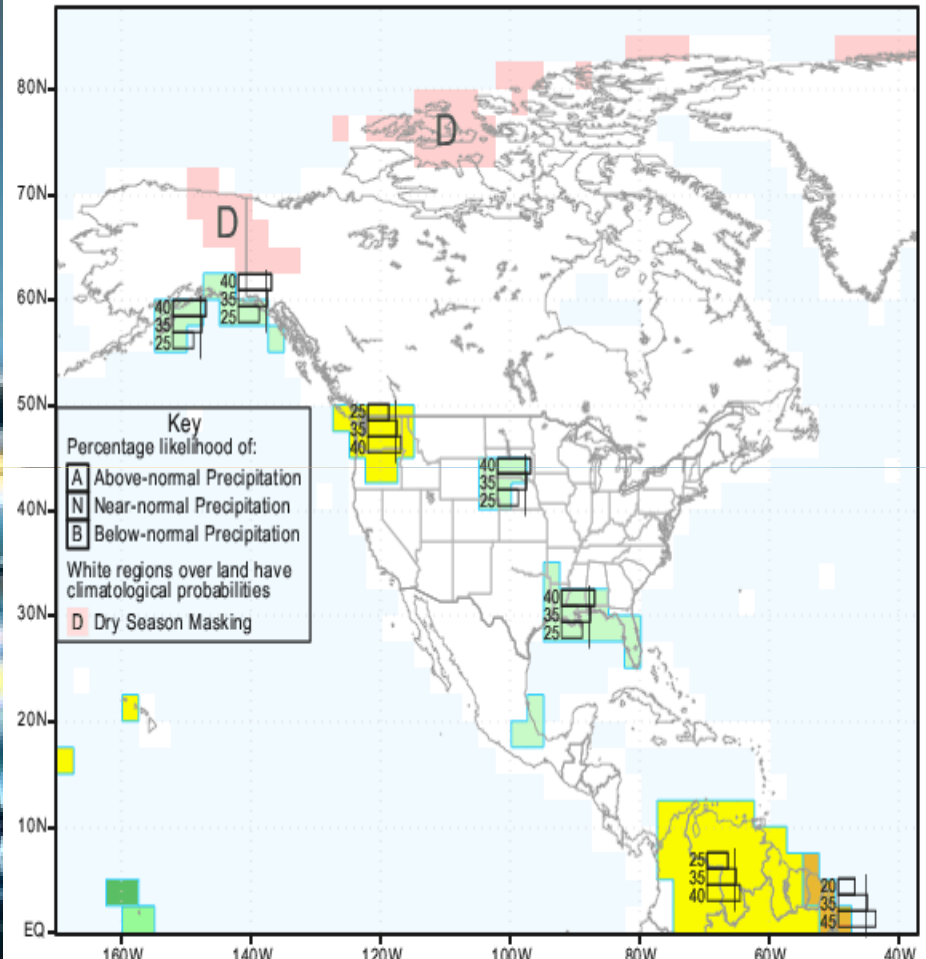 80N
D
70N
D
40
35
25
60N
40
35
25
50N
25
35
40
Key
Percentage likelihood of:
A Above-normal Precipitation
N Near-normal Precipitation
B Below-normal Precipitation
White regions over land have
climatological probabilities
D Dry Season Masking
40
35
25
40N
40
35
25
30N
20N
10N
25
35
40
20
35
45
EQ
160W 140W 120W 100W 80W 60W 40W